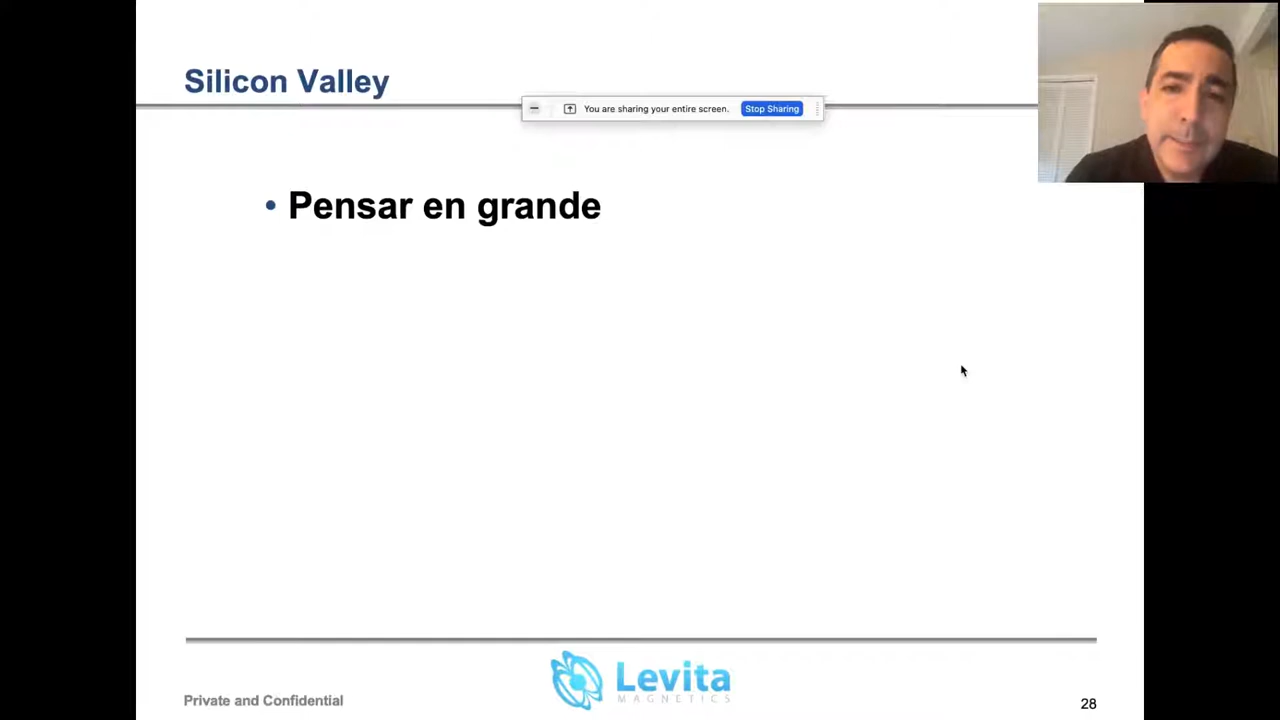 Silicon Valley
You are sharing your entire screen.
Stop Sharing
• Pensar en grande
Levita
MAGNETICS
Private and Confidential
28